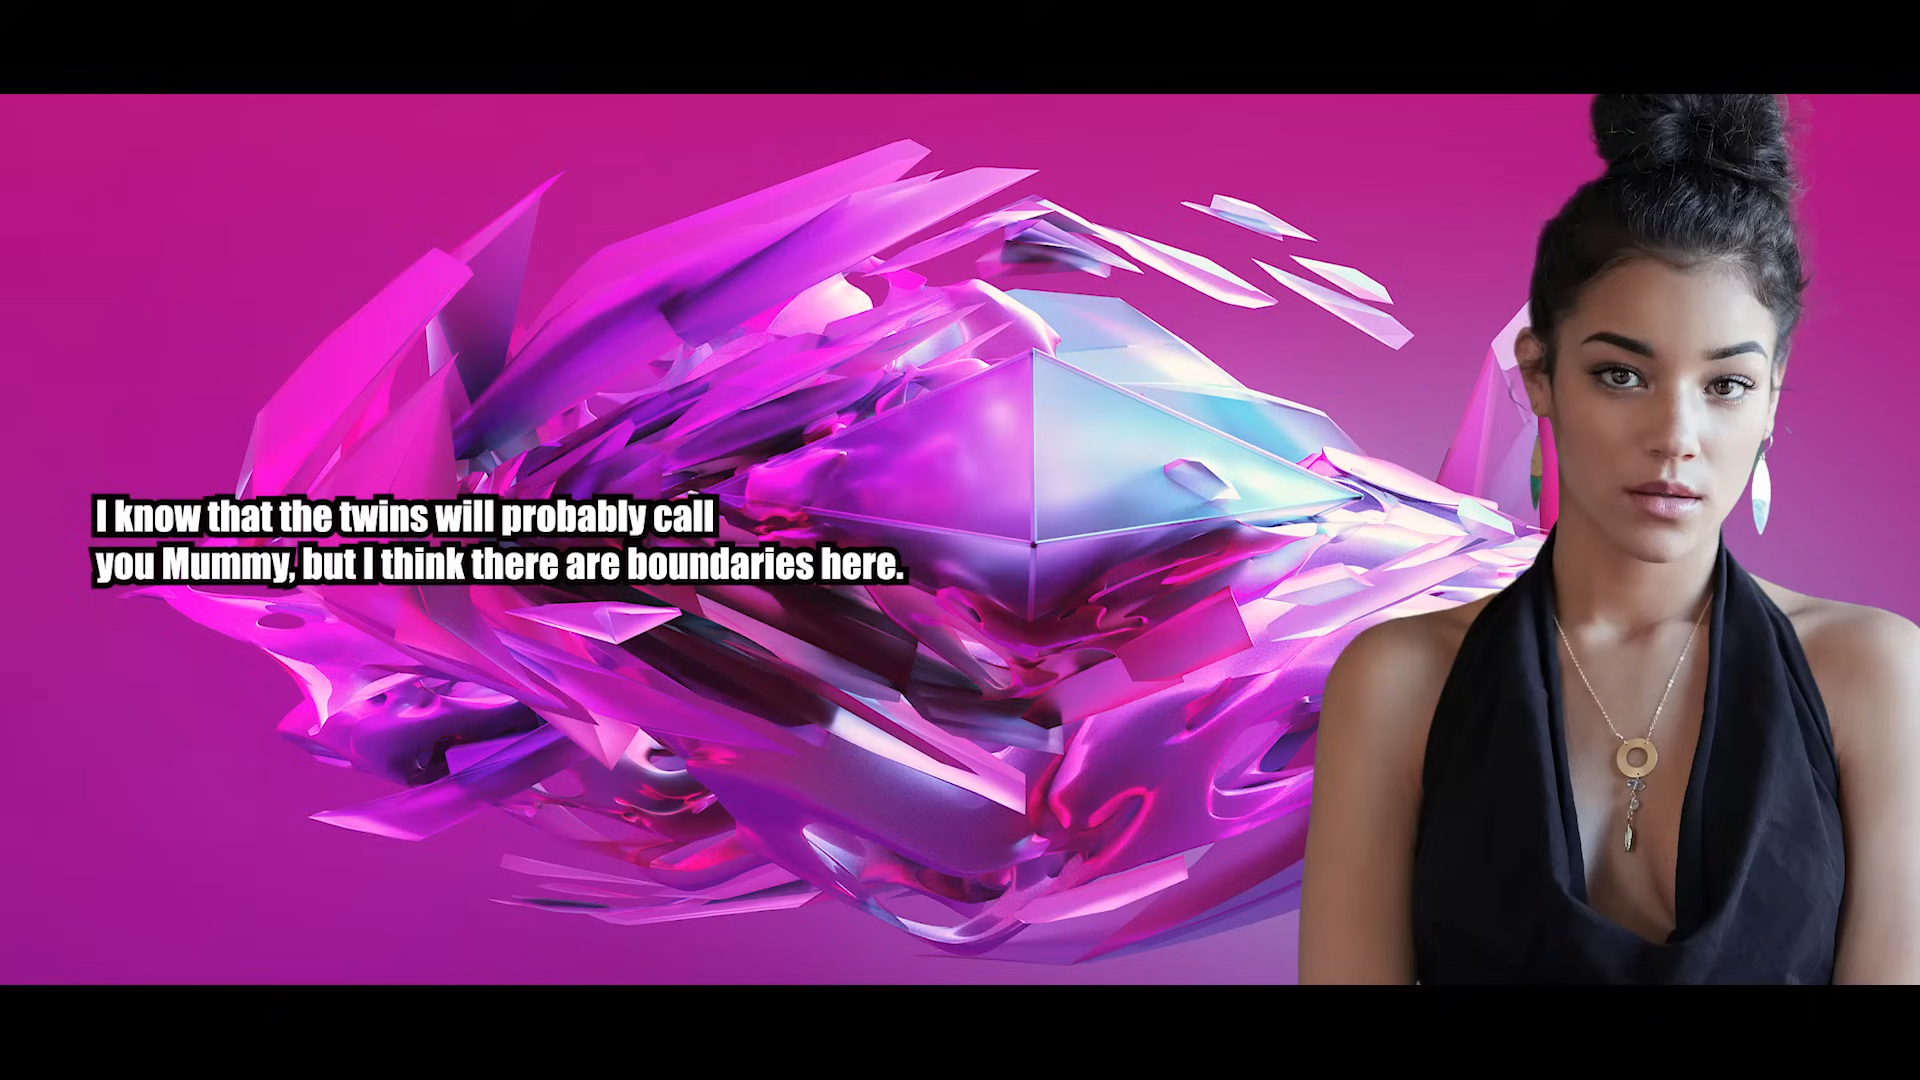 I know that the twins will probably call
you Mummy, but I think there are boundaries here.